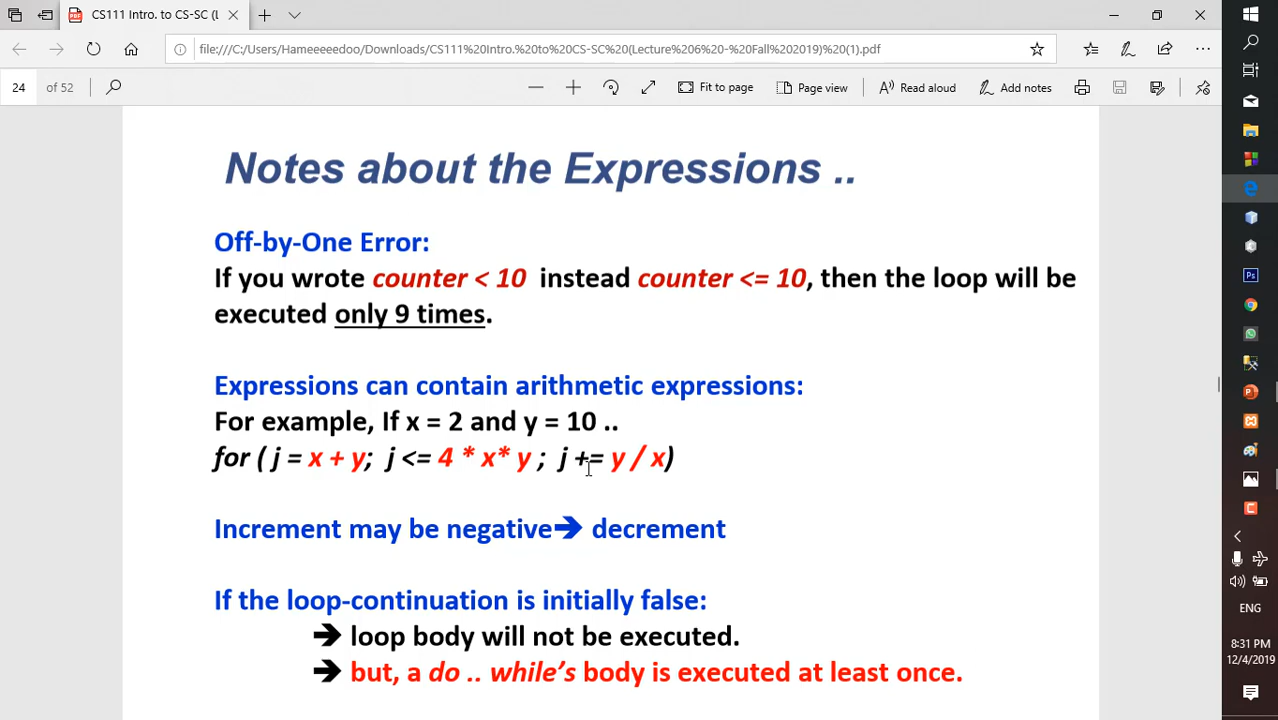 CS111 Intro. to CS-SC (L
file:///C:/Users/Hameeeeedoo/Downloads/CS111%20Intro.%20to%20CS-SC%20(Lecture%206%20-%20Fall%202019)%20(1).pdf
24 of 52
Fit to page
Page view
Read aloud
Add notes
Notes about the Expressions ..
Off-by-One Error:
If you wrote counter < 10 instead counter <= 10, then the loop will be
executed only 9 times.
Expressions can contain arithmetic expressions:
For example, If x = 2 and y = 10 ..
for ( j = x + y; j <= 4 * x* y ; j += y / x)
Increment may be negative➔ decrement
If the loop-continuation is initially false:
➔ loop body will not be executed.
➔ but, a do .. while's body is executed at least once.
ENG
8:31 PM
12/4/2019